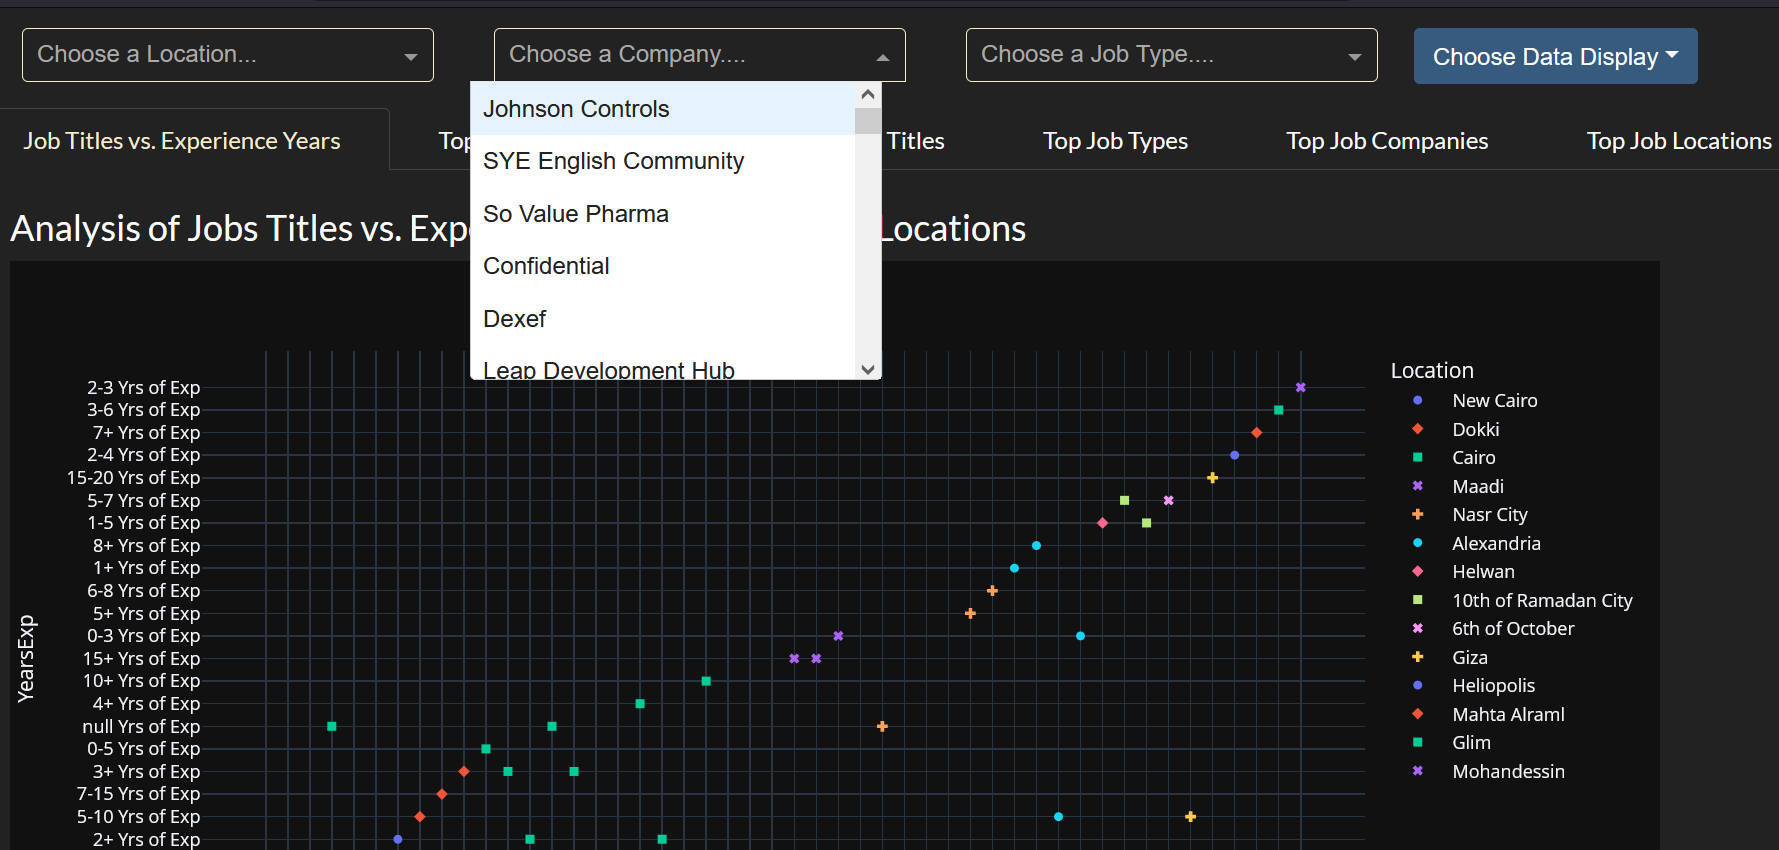 Choose a Location...
Choose a Company....
Choose a Job Type....
Choose Data Display
Johnson Controls
SYE English Community
So Value Pharma
Confidential
Dexef
Leap Development Hub
Job Titles vs. Experience Years
Top
Titles
Top Job Types
Top Job Companies
Top Job Locations
Analysis of Jobs Titles vs. Exp
Locations
YearsExp
2-3 Yrs of Exp
3-6 Yrs of Exp
7+ Yrs of Exp
2-4 Yrs of Exp
15-20 Yrs of Exp
5-7 Yrs of Exp
1-5 Yrs of Exp
8+ Yrs of Exp
1+ Yrs of Exp
6-8 Yrs of Exp
5+ Yrs of Exp
0-3 Yrs of Exp
15+ Yrs of Exp
10+ Yrs of Exp
4+ Yrs of Exp
null Yrs of Exp
0-5 Yrs of Exp
3+ Yrs of Exp
7-15 Yrs of Exp
5-10 Yrs of Exp
2+ Yrs of Exp
Location
New Cairo
Dokki
Cairo
Maadi
Nasr City
Alexandria
Helwan
10th of Ramadan City
6th of October
Giza
Heliopolis
Mahta Alraml
Glim
Mohandessin